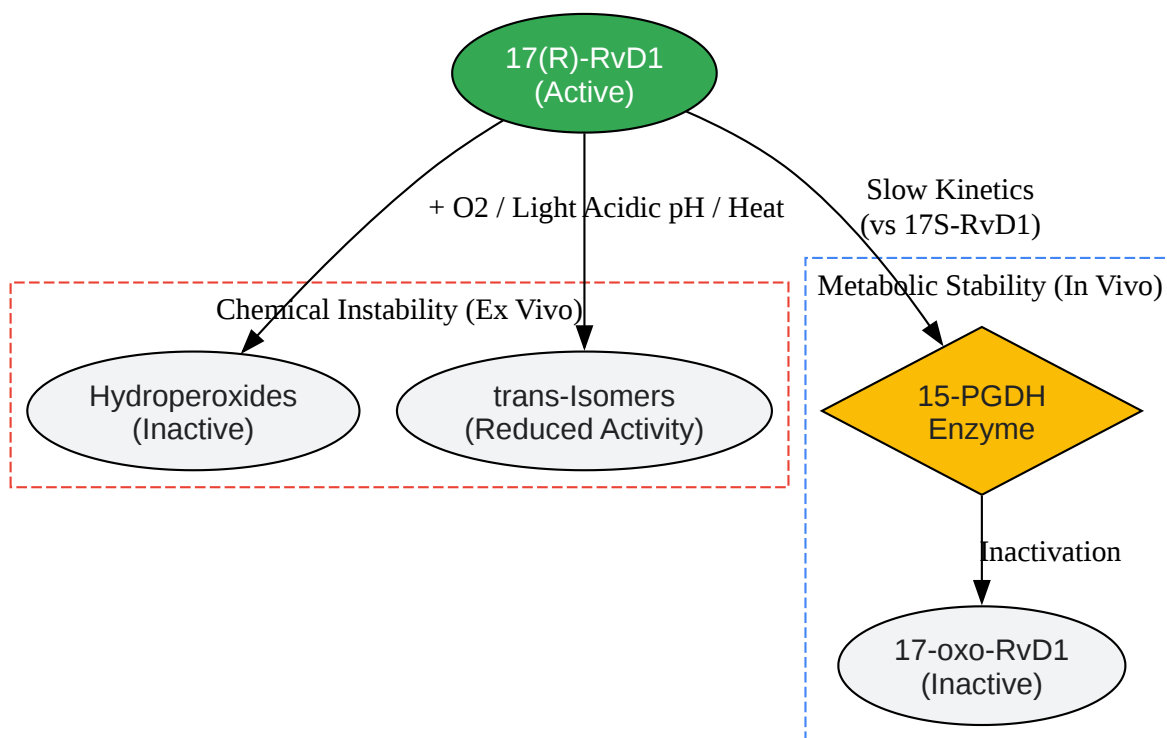 17(R)-RvD1
(Active)
+ O2 / Light
Acidic pH / Heat
Slow Kinetics
(vs 17S-RvD1)
Chemical Instability (Ex Vivo)
Metabolic Stability (In Vivo)
Hydroperoxides
(Inactive)
trans-Isomers
(Reduced Activity)
15-PGDH
Enzyme
Inactivation
17-oxo-RvD1
(Inactive)